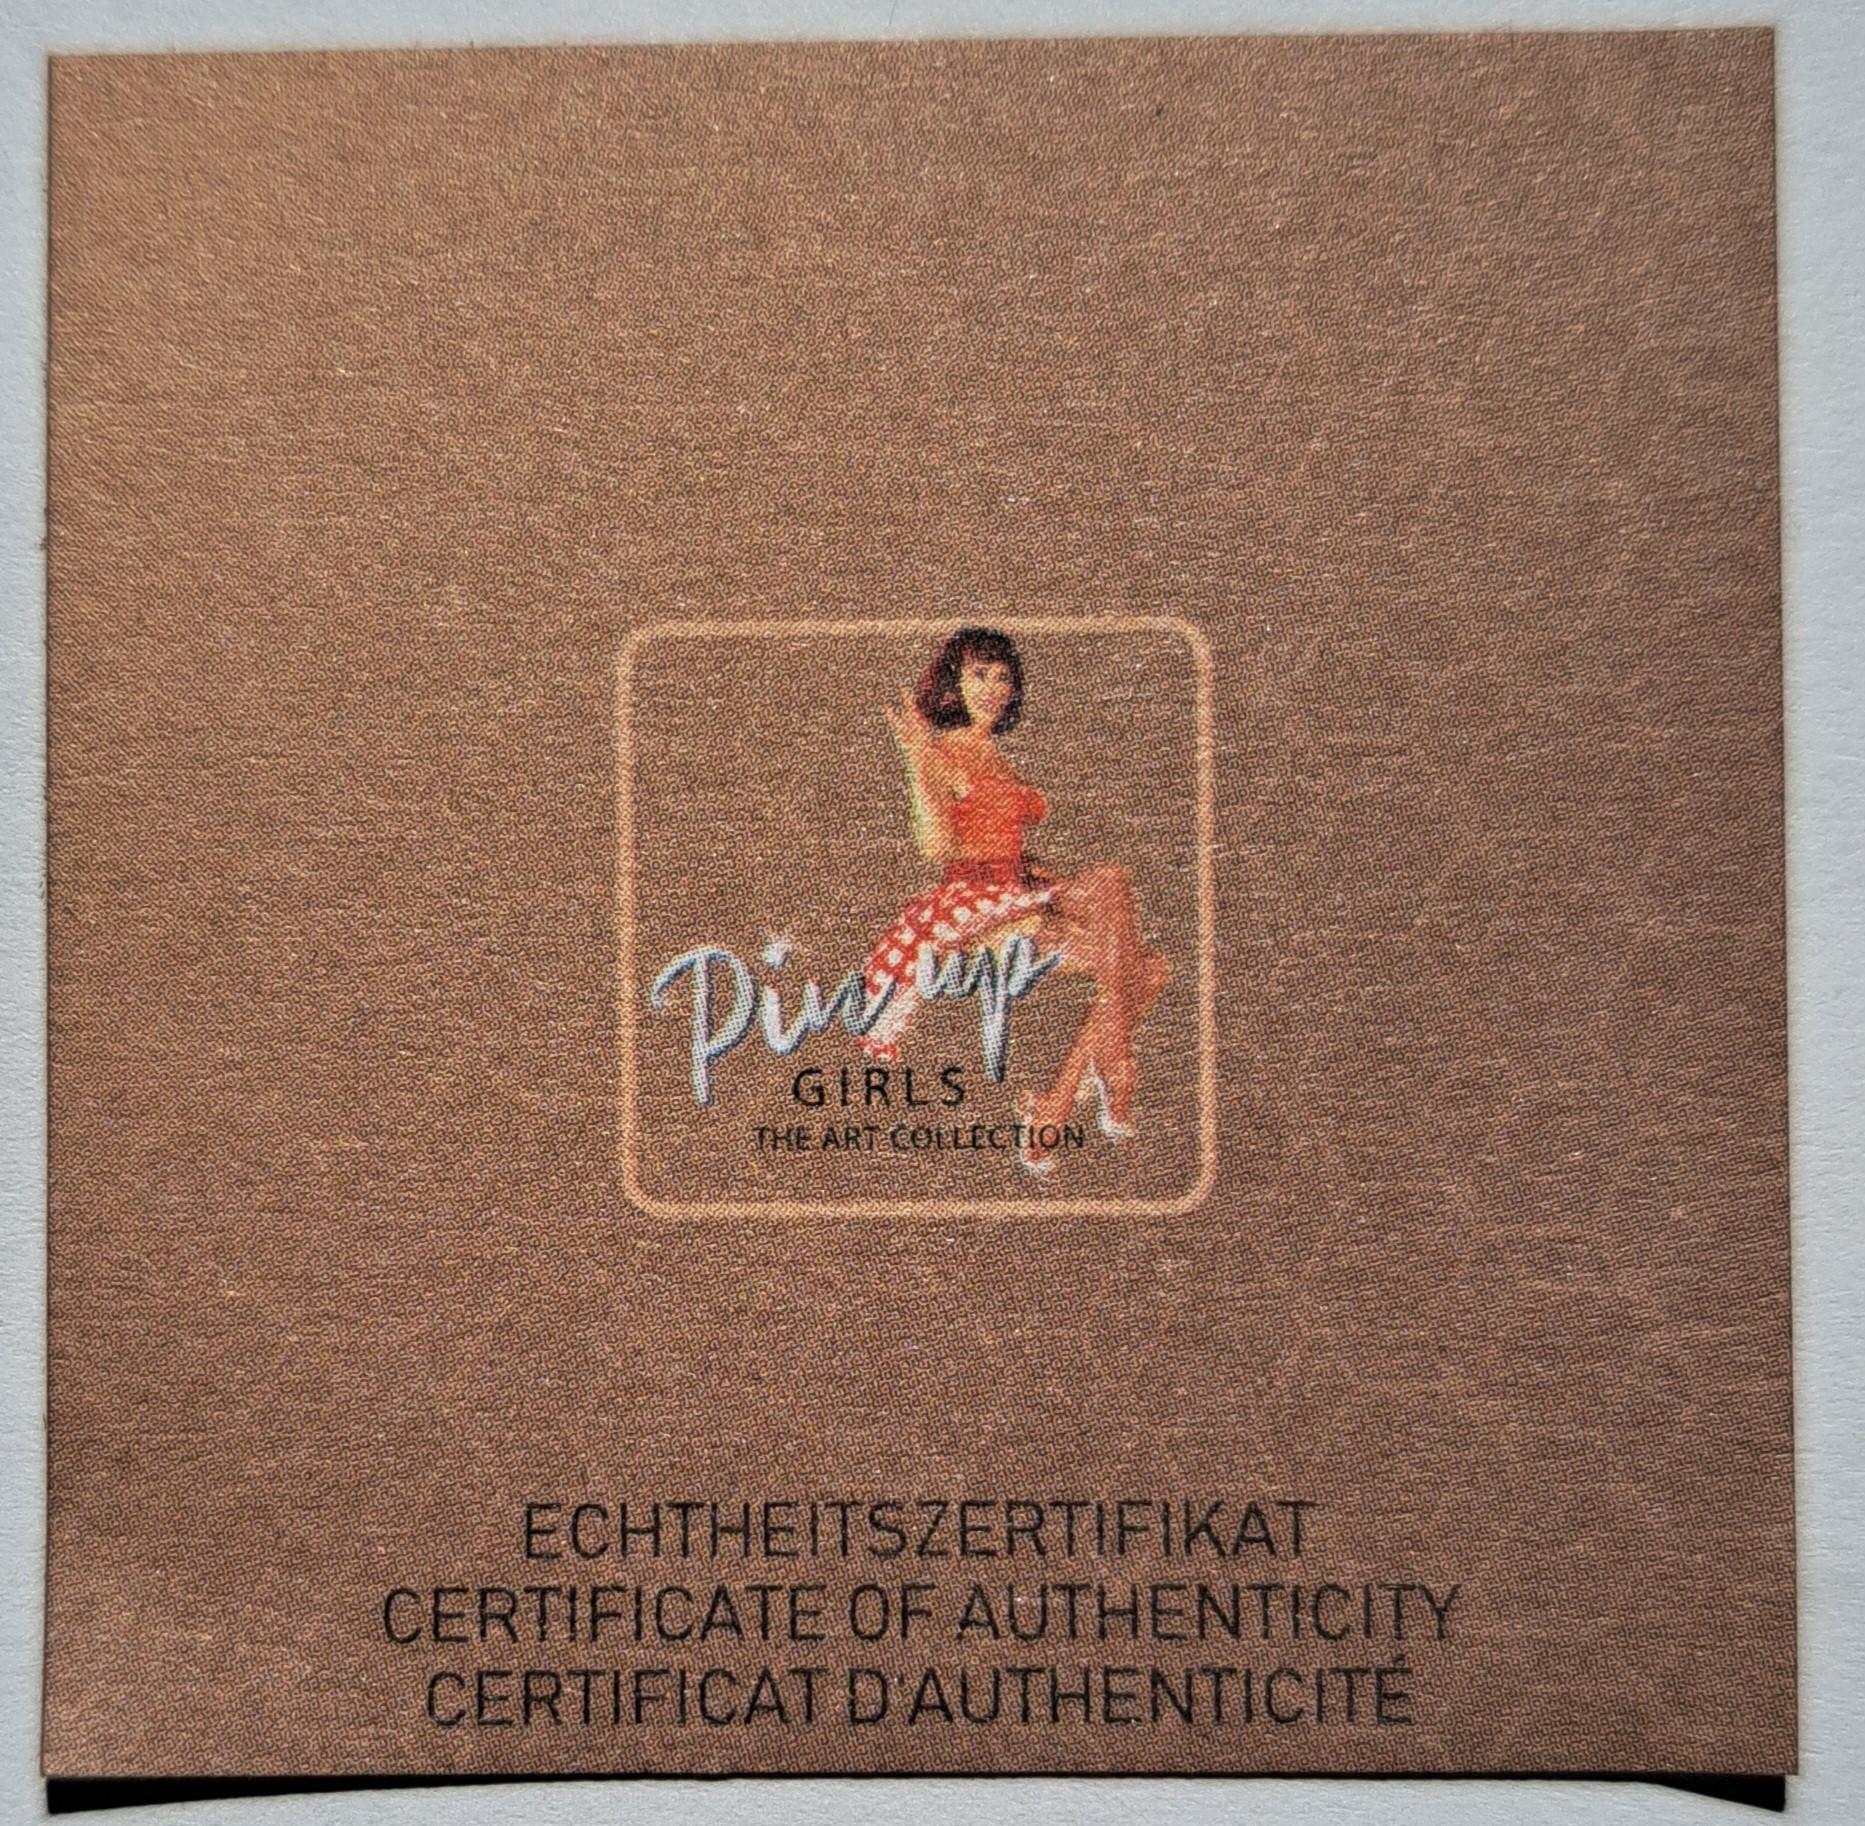 Pin up
GIRLS
THE ART COLLECTION
ECHTHEITSZERTIFIKAT
CERTIFICATE OF AUTHENTICITY
CERTIFICAT D'AUTHENTICITÉ